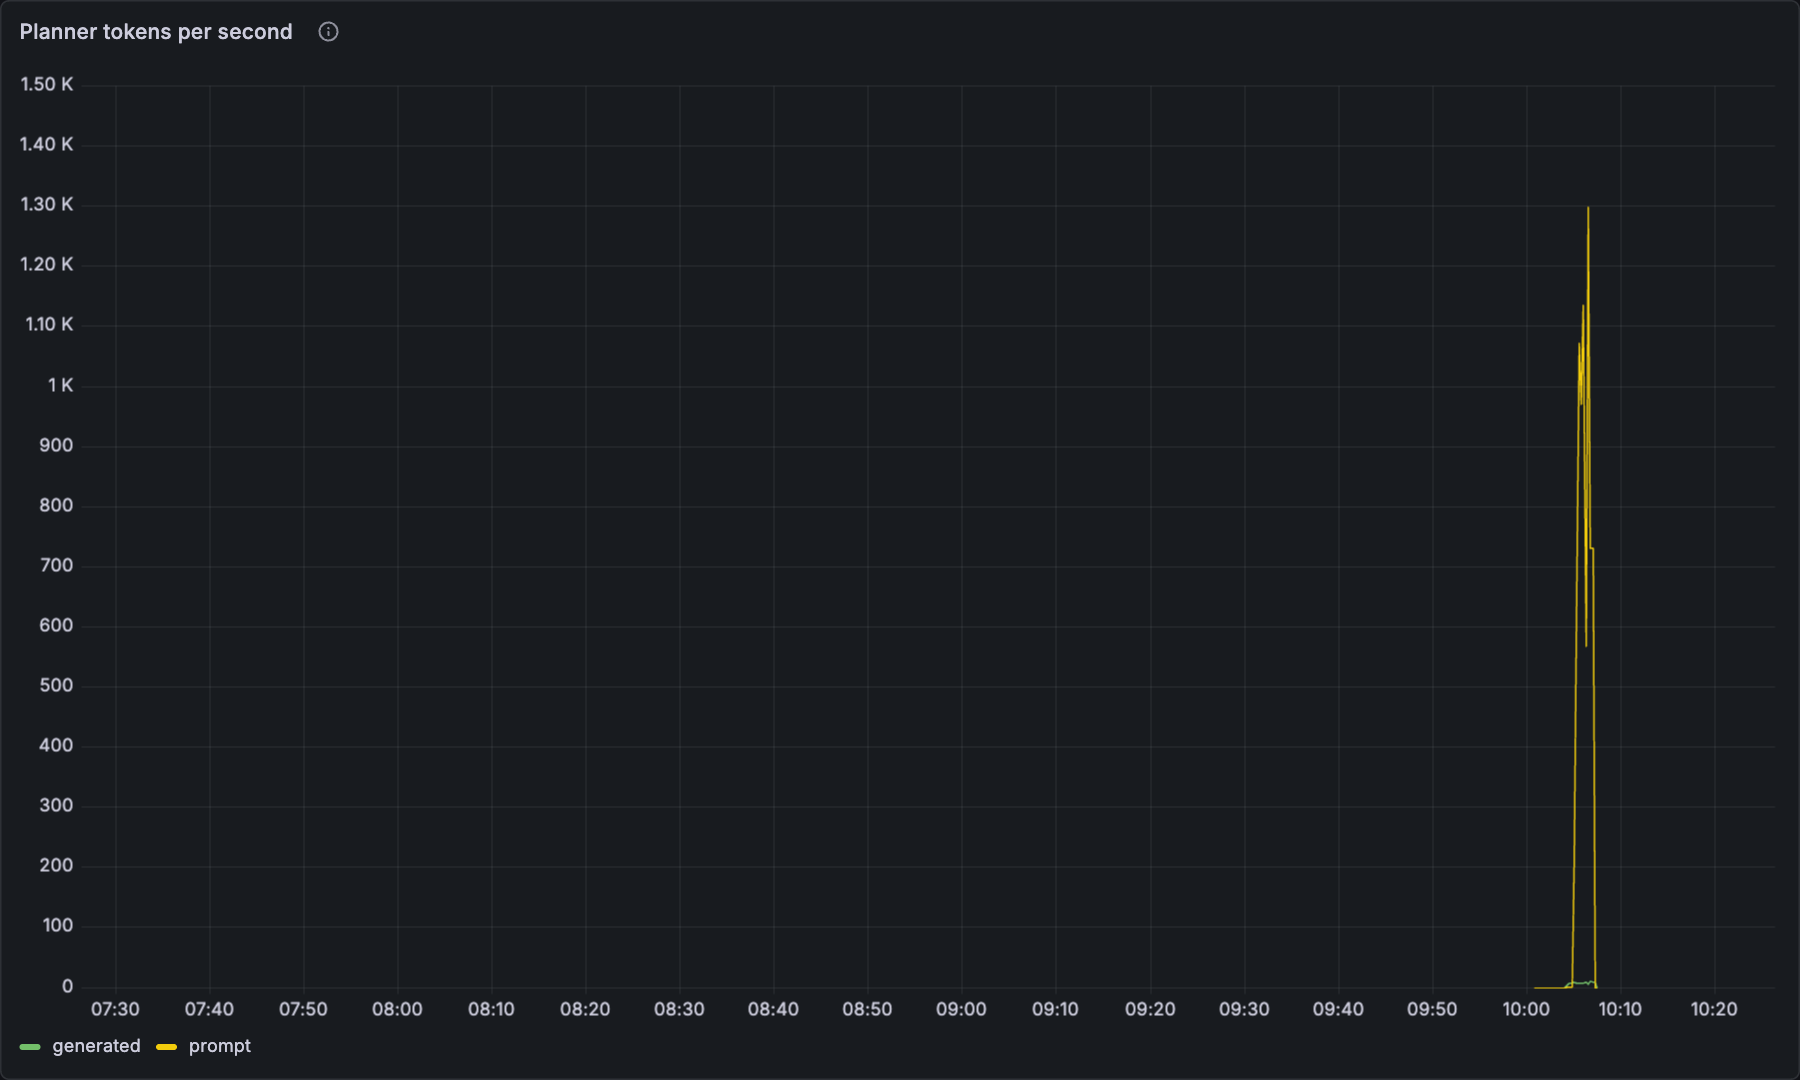 Planner tokens per second
1.50 K
1.40 K
1.30 K
1.20 K
1.10 K
1 K
900
800
700
600
500
400
300
200
100
0
07:30 07:40 07:50 08:00 08:10 08:20 08:30 08:40 08:50 09:00 09:10 09:20 09:30 09:40 09:50 10:00 10:10 10:20
generated prompt